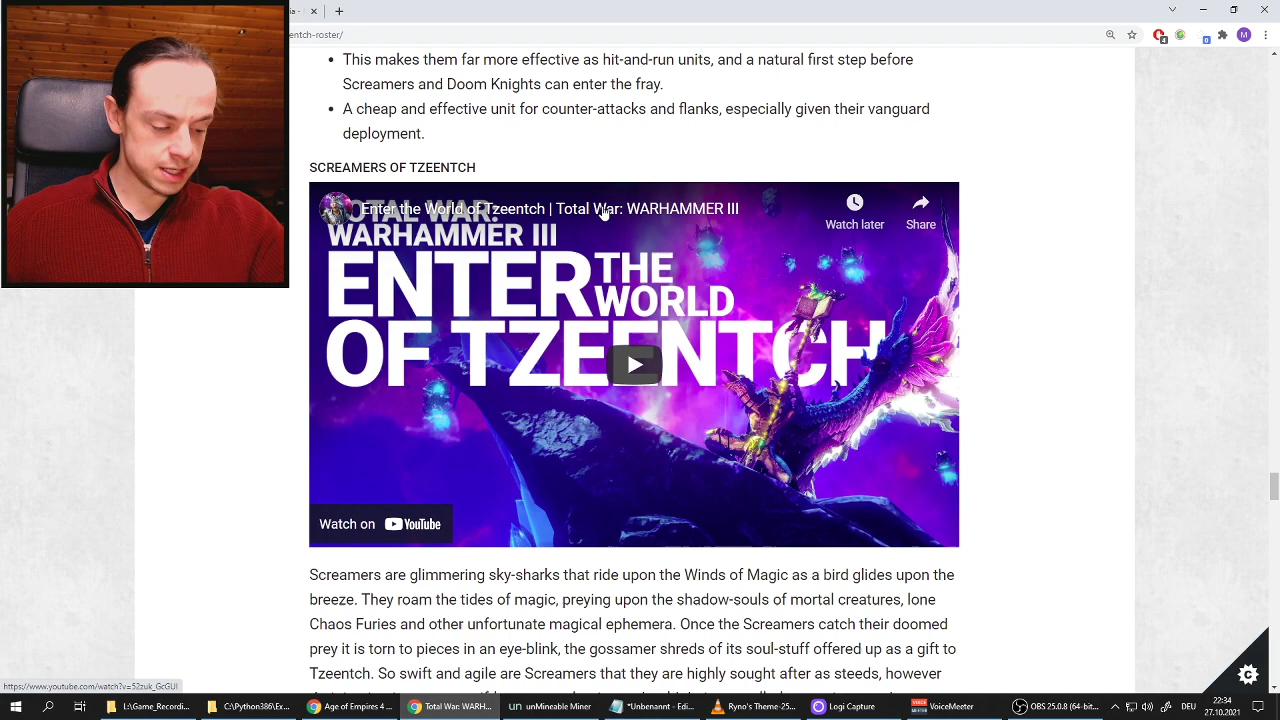 entch-roster/
4
0
M
This makes them far more effective as hit-and-run units, and a natural first step before
Screamers and Doom Knights can enter the fray.
A cheap and effective unit for counter-attacks and flanks, especially given their vanguard
deployment.
SCREAMERS OF TZEENTCH
Enter the World of Tzeentch | Total War: WARHAMMER III
Watch later
Share
TOTAL WAR:
WARHAMMER III
ENTER THE
WORLD
OF TZEENTCH
Watch on YouTube
Screamers are glimmering sky-sharks that ride upon the Winds of Magic as a bird glides upon the
breeze. They roam the tides of magic, preying upon the shadow-souls of mortal creatures, lone
Chaos Furies and other unfortunate magical ephemera. Once the Screamers catch their doomed
prey it is torn to pieces in an eye-blink, the gossamer shreds of its soul-stuff offered up as a gift to
Tzeentch. So swift and agile are Screamers that they are highly sought after as steeds, however
https://www.youtube.com/watch?v=52zuk_GcGUI
L:\Game_Recordi...
C:\Python386\Ex...
Age of Empires 4 ...
Total War: WARH...
unMineable Miner
*Unbenannt - Edi...
Ryno's Theme-22...
Logi Capture
VoiceMeeter
OBS 25.0.8 (64-bit...
DEU
22:34
27.10.2021